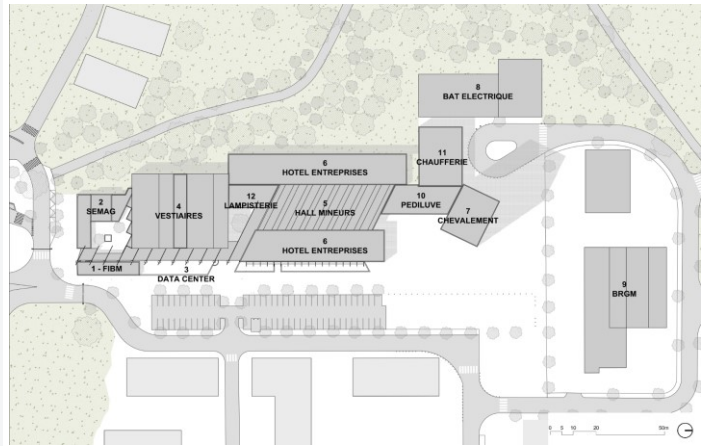 8
BAT ELECTRIQUE
11
CHAUFFERIE
6
HOTEL ENTREPRISES
2
SEMAG
4
VESTIAIRES
12
LAMPISTERIE
5
HALL MINEURS
10
PEDILUVE
7
CHEVALEMENT
6
HOTEL ENTREPRISES
1 - FIBM
3
DATA CENTER
9
BRGM
0 5 10 20 50m